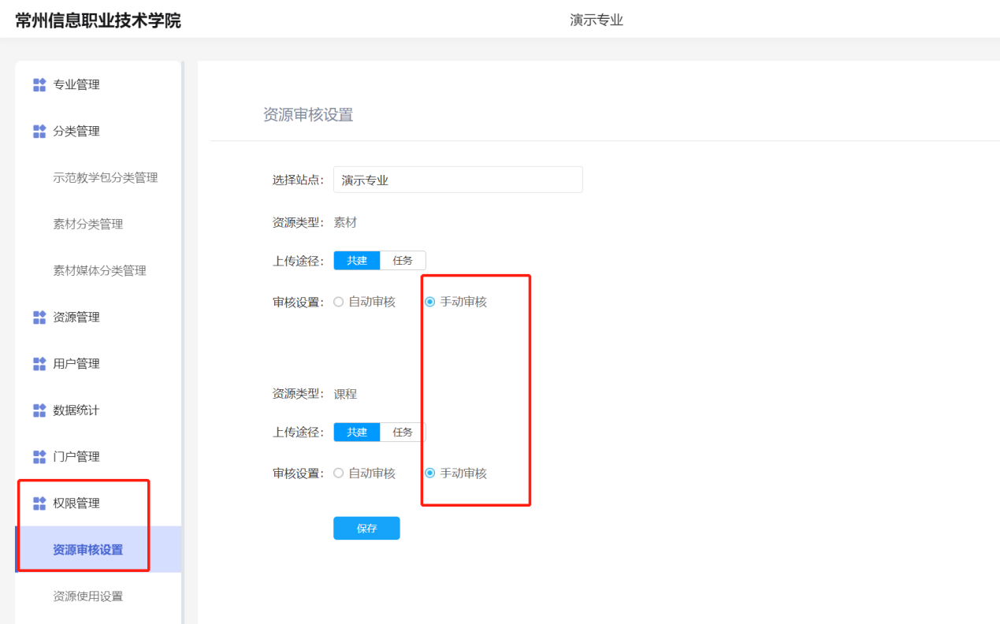 常州信息职业技术学院
演示专业
专业管理
分类管理
示范教学包分类管理
素材分类管理
素材媒体分类管理
资源管理
用户管理
数据统计
门户管理
权限管理
资源审核设置
资源使用设置
资源审核设置
选择站点： 演示专业
资源类型： 素材
上传途径： 共建 任务
审核设置： 自动审核 手动审核
资源类型： 课程
上传途径： 共建 任务
审核设置： 自动审核 手动审核
保存